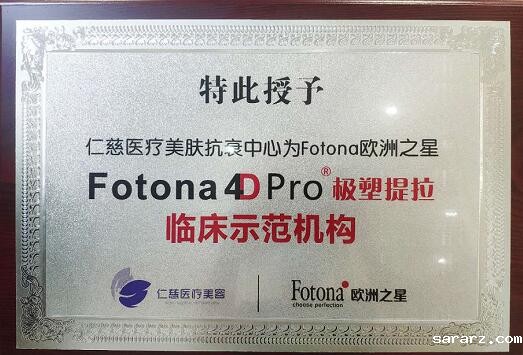 特此授予
仁慈医疗美肤抗衰中心为Fotona欧洲之星
Fotona4D Pro® 极塑提拉
临床示范机构
仁慈医疗美容
Fotona 欧洲之星
choose perfection
sararz.com